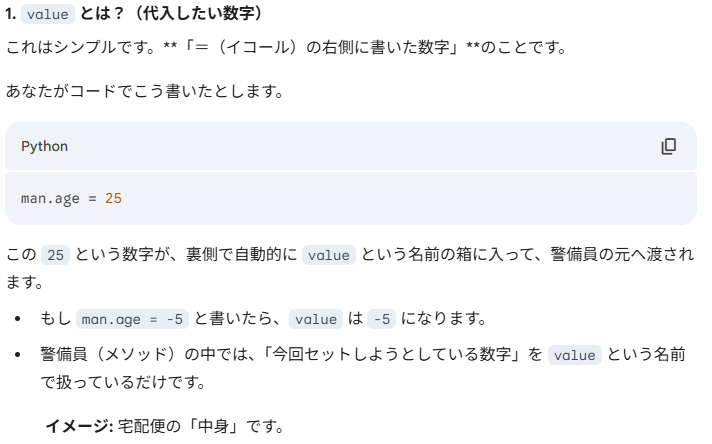 1. value とは？（代入したい数字）
これはシンプルです。**「＝（イコール）の右側に書いた数字」**のことです。
あなたがコードでこう書いたとします。
Python
man.age = 25
この 25 という数字が、裏側で自動的に value という名前の箱に入って、警備員の元へ渡され
ます。
• もし man.age = -5 と書いたら、value は -5 になります。
• 警備員（メソッド）の中では、「今回セットしようとしている数字」を value という名前
で扱っているだけです。
イメージ: 宅配便の「中身」です。